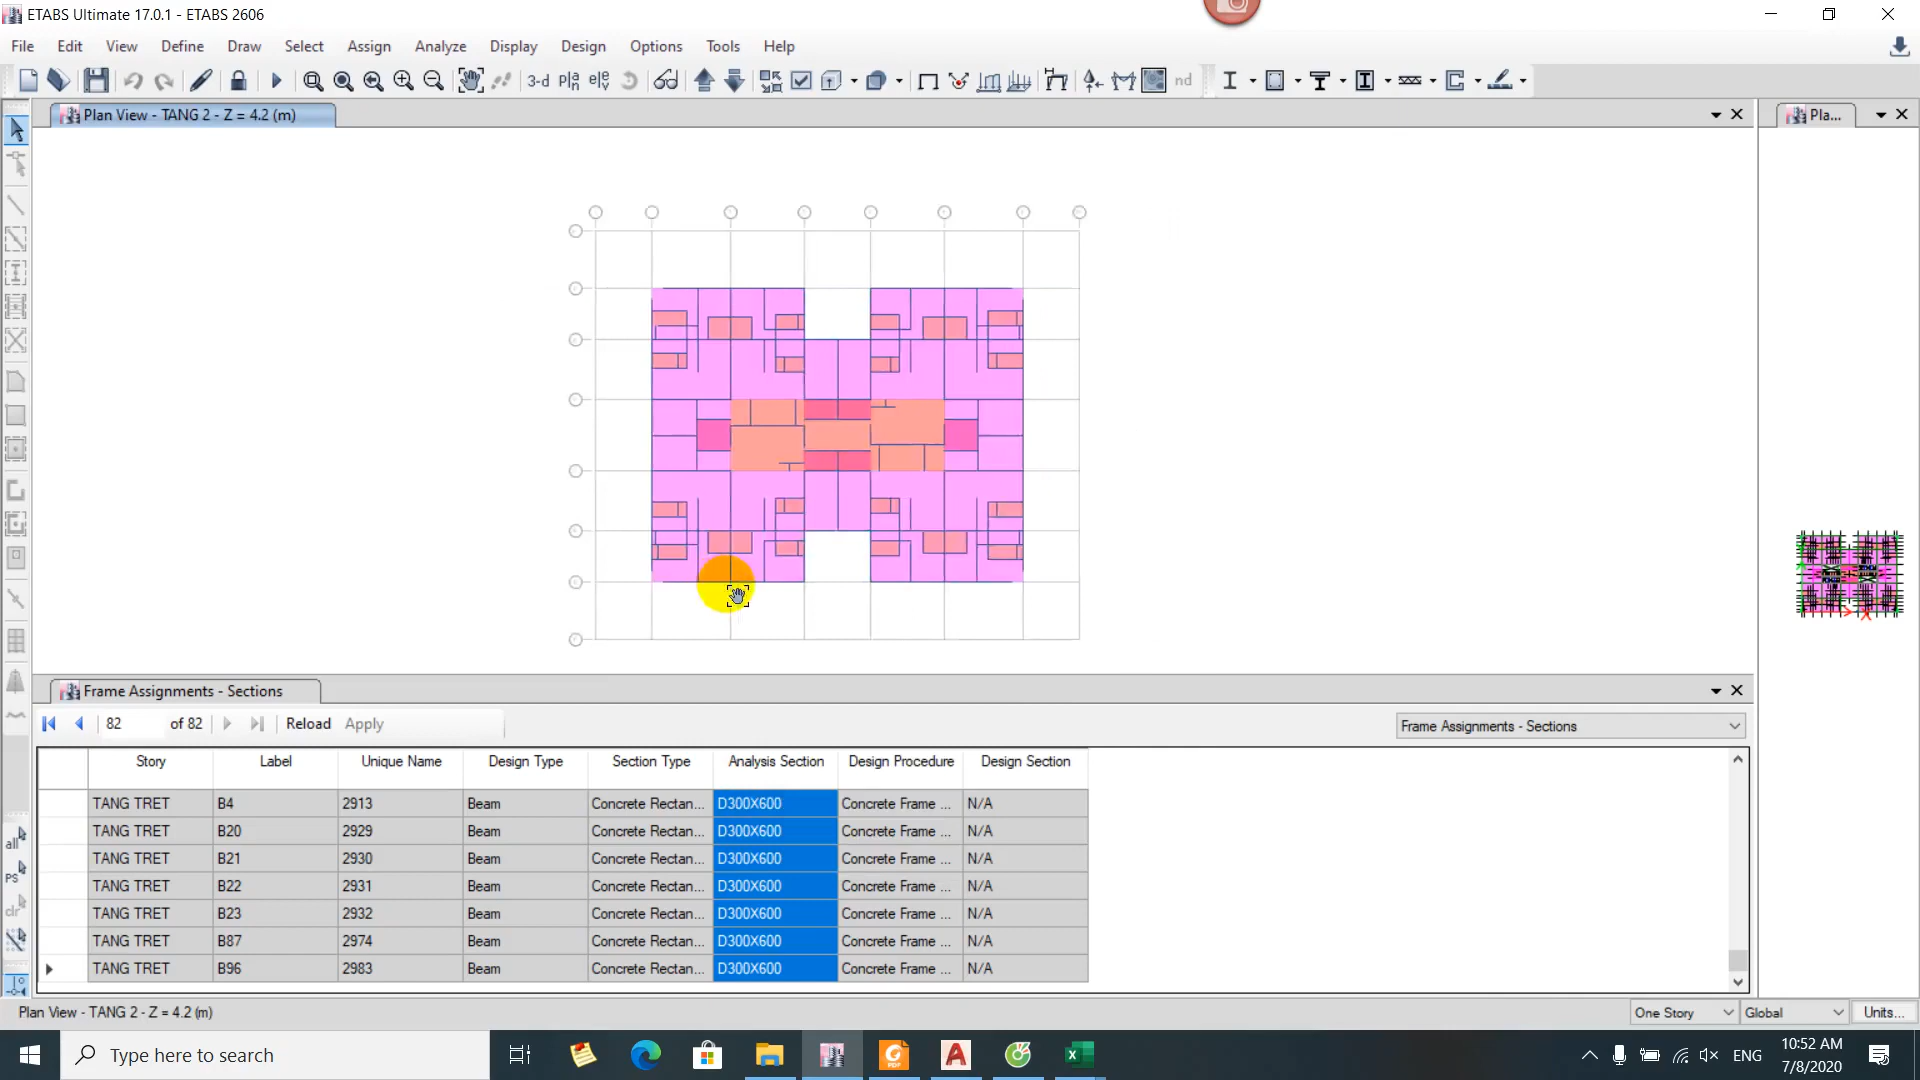 ETABS Ultimate 17.0.1 - ETABS 2606
File Edit View Define Draw Select Assign Analyze Display Design Options Tools Help
3-d pla ele nd
Plan View - TANG 2 - Z = 4.2 (m)
Pla...
all
PS
clr
Frame Assignments - Sections
82 of 82 Reload Apply Frame Assignments - Sections
Story Label Unique Name Design Type Section Type Analysis Section Design Procedure Design Section
TANG TRET B4 2913 Beam Concrete Rectan... D300X600 Concrete Frame ... N/A
TANG TRET B20 2929 Beam Concrete Rectan... D300X600 Concrete Frame ... N/A
TANG TRET B21 2930 Beam Concrete Rectan... D300X600 Concrete Frame ... N/A
TANG TRET B22 2931 Beam Concrete Rectan... D300X600 Concrete Frame ... N/A
TANG TRET B23 2932 Beam Concrete Rectan... D300X600 Concrete Frame ... N/A
TANG TRET B87 2974 Beam Concrete Rectan... D300X600 Concrete Frame ... N/A
TANG TRET B96 2983 Beam Concrete Rectan... D300X600 Concrete Frame ... N/A
Plan View - TANG 2 - Z = 4.2 (m) One Story Global Units...
Type here to search
ENG
10:52 AM
7/8/2020